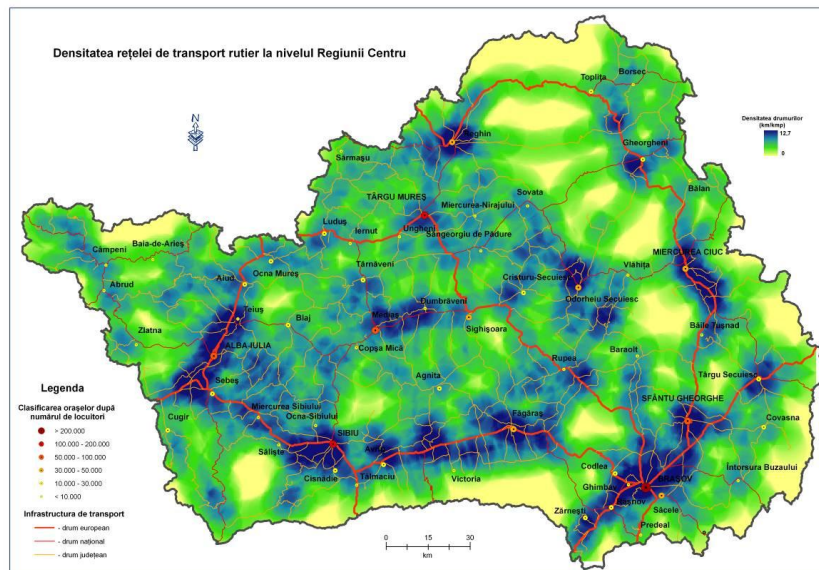 Densitatea rețelei de transport rutier la nivelul Regiunii Centru
N
Densitatea drumurilor
(km/kmp)
12,7
0
Toplița
Borsec
Reghin
Gheorgheni
Sărmașu
Bălan
Sovata
TÂRGU MUREȘ
Miercurea-Nirajului
Luduș
Iernut
Ungheni
Sângeorgiu de Pădure
MIERCUREA CIUC
Baia-de-Arieș
Câmpeni
Ocna Mureș
Târnăveni
Cristuru-Secuiesc
Vlăhița
Abrud
Aiud
Odorheiu Secuiesc
Dumbrăveni
Teiuș
Blaj
Mediaș
Sighișoara
Băile Tușnad
Zlatna
ALBA-IULIA
Copșa Mică
Baraolt
Rupea
Târgu Secuiesc
Sebeș
Agnita
SFÂNTU GHEORGHE
Cugir
Miercurea Sibiului
Ocna-Sibiului
Făgăraș
Covasna
SIBIU
Săliște
Avrig
Codlea
Întorsura Buzaului
Cisnădie
Tălmaciu
Victoria
Ghimbav
BRAȘOV
Râșnov
Zărnești
Săcele
Predeal
Legenda
Clasificarea orașelor după
numărul de locuitori
> 200.000
100.000 - 200.000
50.000 - 100.000
30.000 - 50.000
10.000 - 30.000
< 10.000
Infrastructura de transport
- drum european
- drum național
- drum județean
0 15 30
km